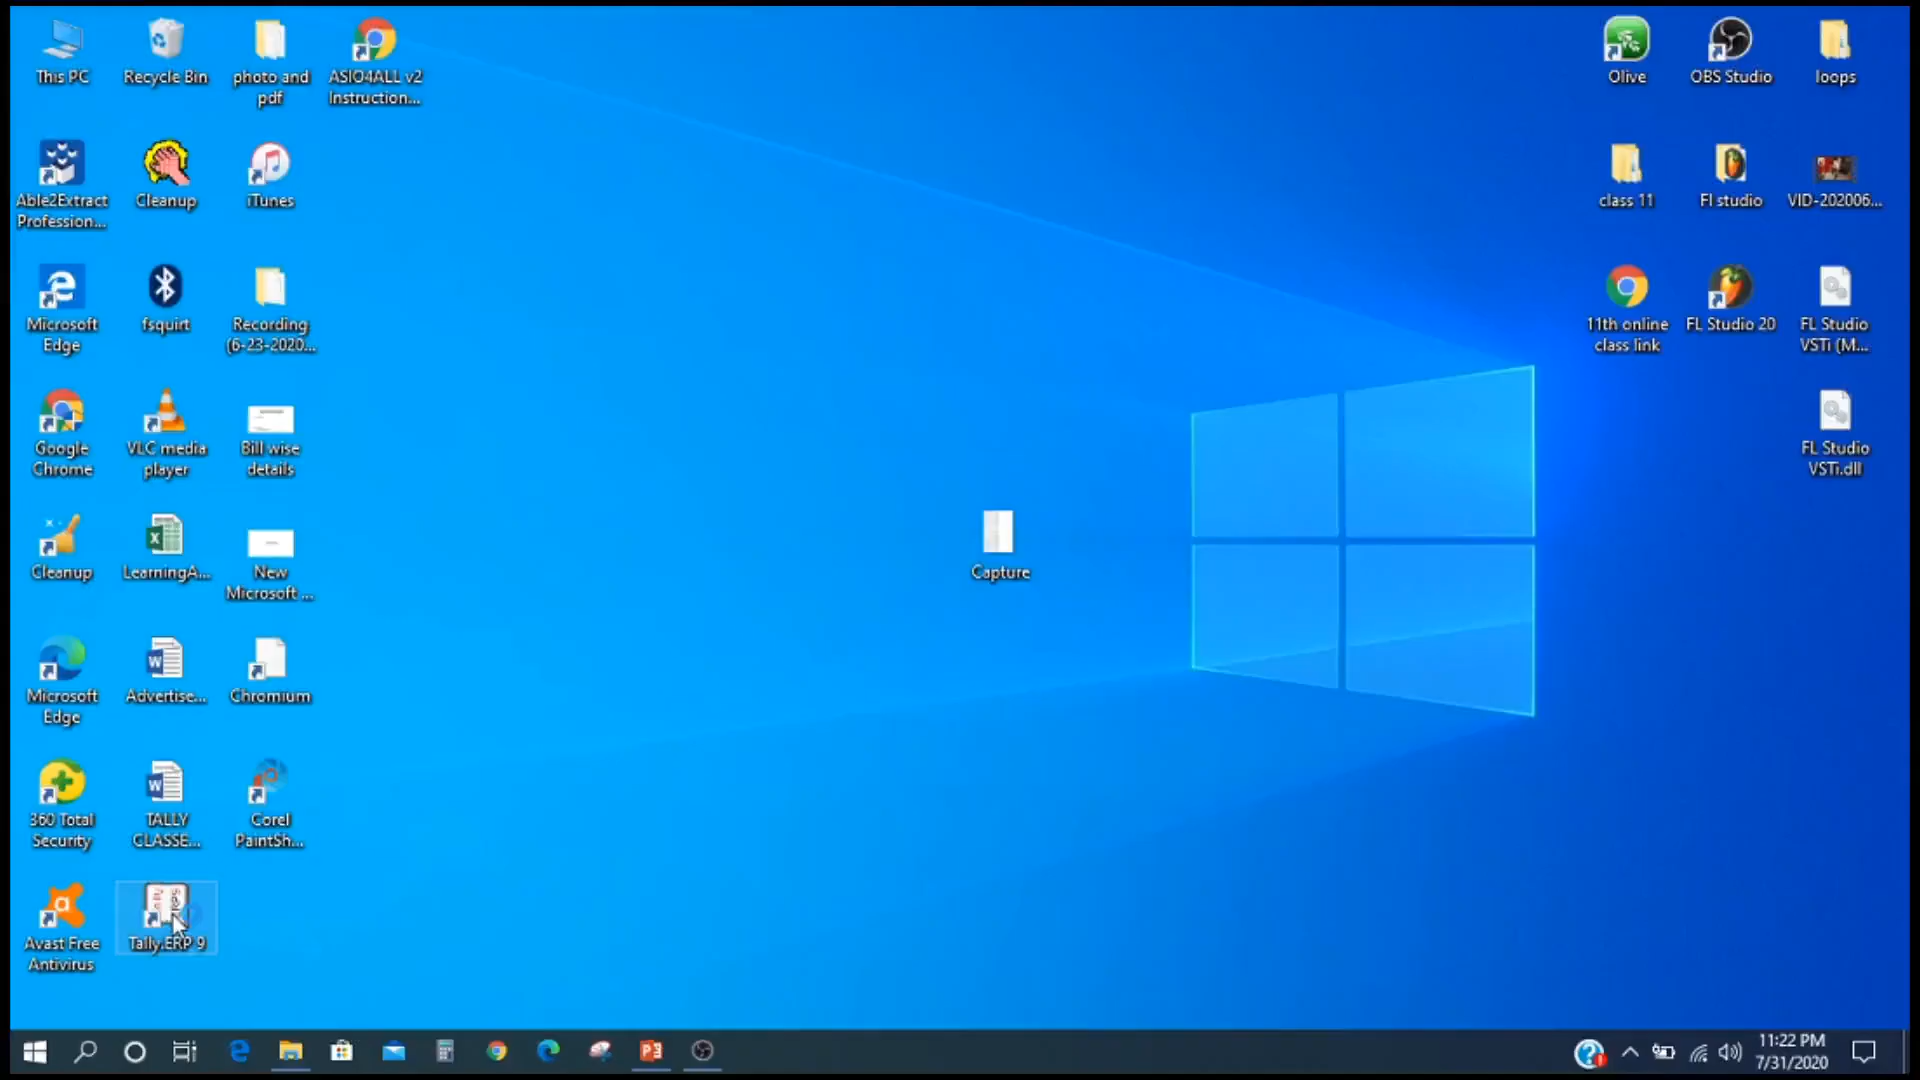 This PC
Recycle Bin
photo and
pdf
ASIO4ALL v2
Instruction...
Olive
OBS Studio
loops
Able2Extract
Profession...
Cleanup
iTunes
class 11
Fl studio
VID-202006...
Microsoft
Edge
fsquirt
Recording
(6-23-2020...
11th online
class link
FL Studio 20
FL Studio
VSTi (M...
Google
Chrome
VLC media
player
Bill wise
details
FL Studio
VSTi.dll
Cleanup
LearningA...
New
Microsoft ...
Capture
Microsoft
Edge
Advertise...
Chromium
360 Total
Security
TALLY
CLASSE...
Corel
PaintSh...
Avast Free
Antivirus
Tally.ERP 9
11:22 PM
7/31/2020